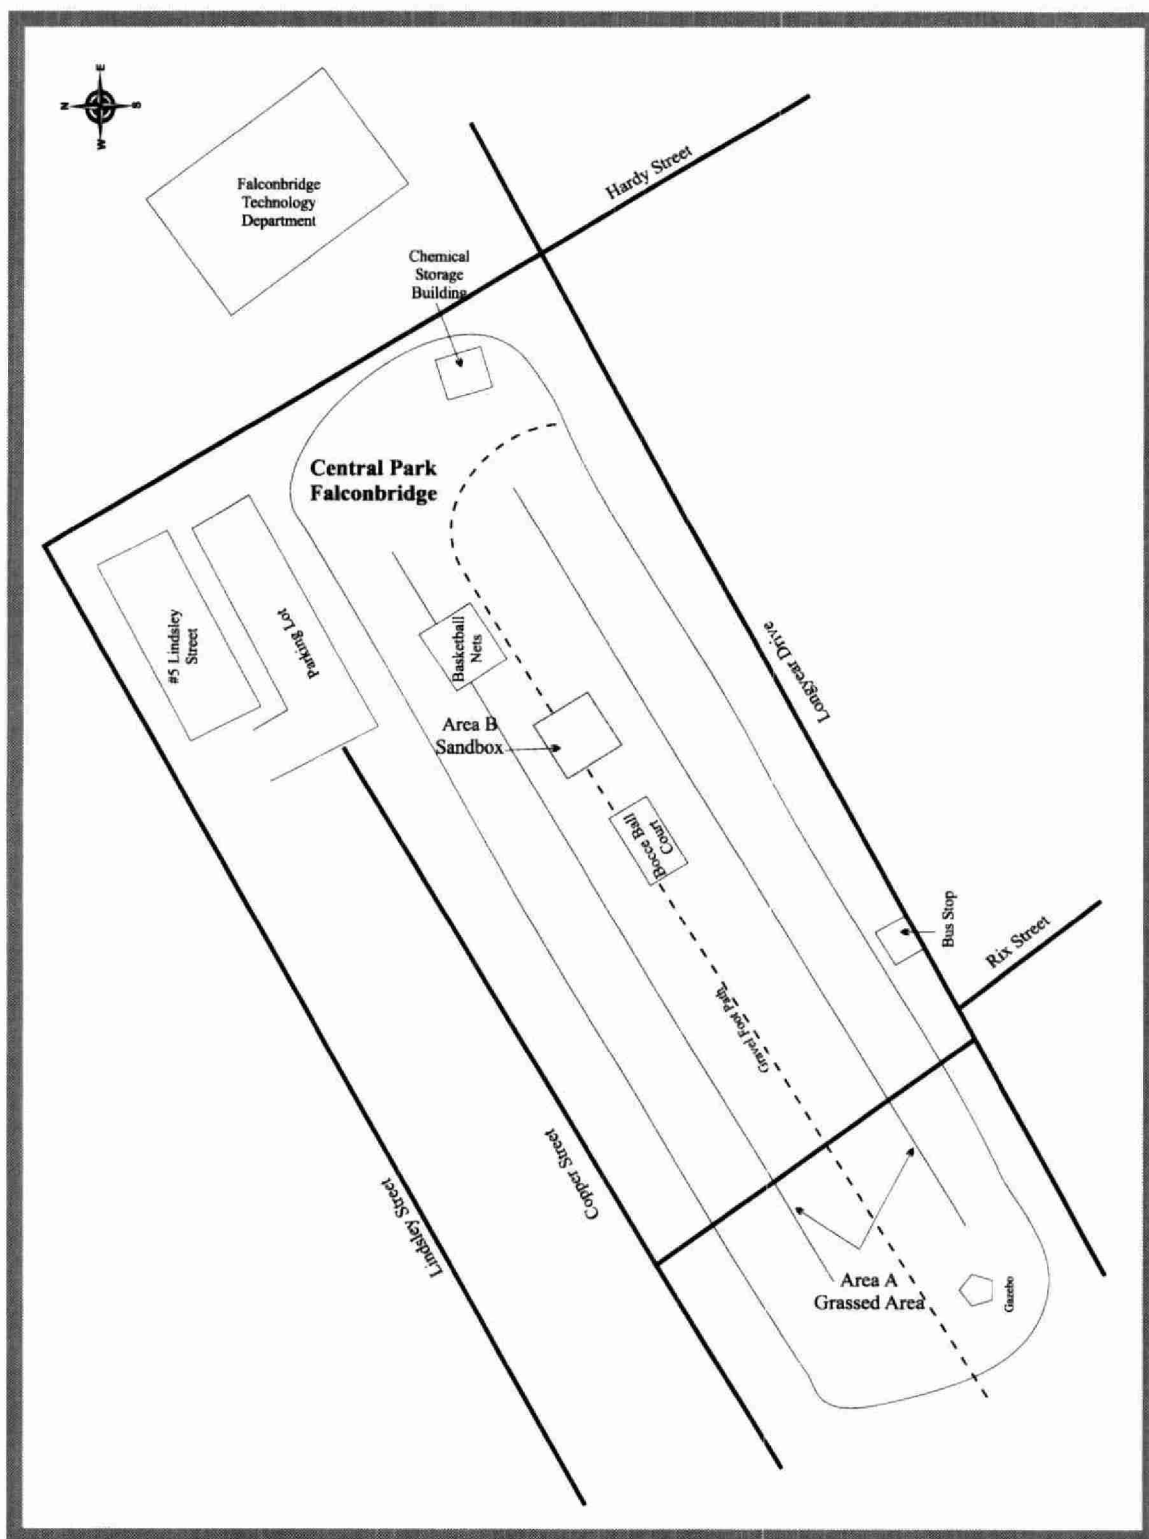 E
N
S
W
Falconbridge
Technology
Department
Hardy Street
Chemical
Storage
Building
Central Park
Falconbridge
#5 Lindsley
Street
Parking Lot
Basketball
Nets
Longyear Drive
Area B
Sandbox
Bocce Ball
Court
Bus Stop
Rix Street
Gravel Foot Path
Copper Street
Lindsley Street
Area A
Grassed Area
Gazebo